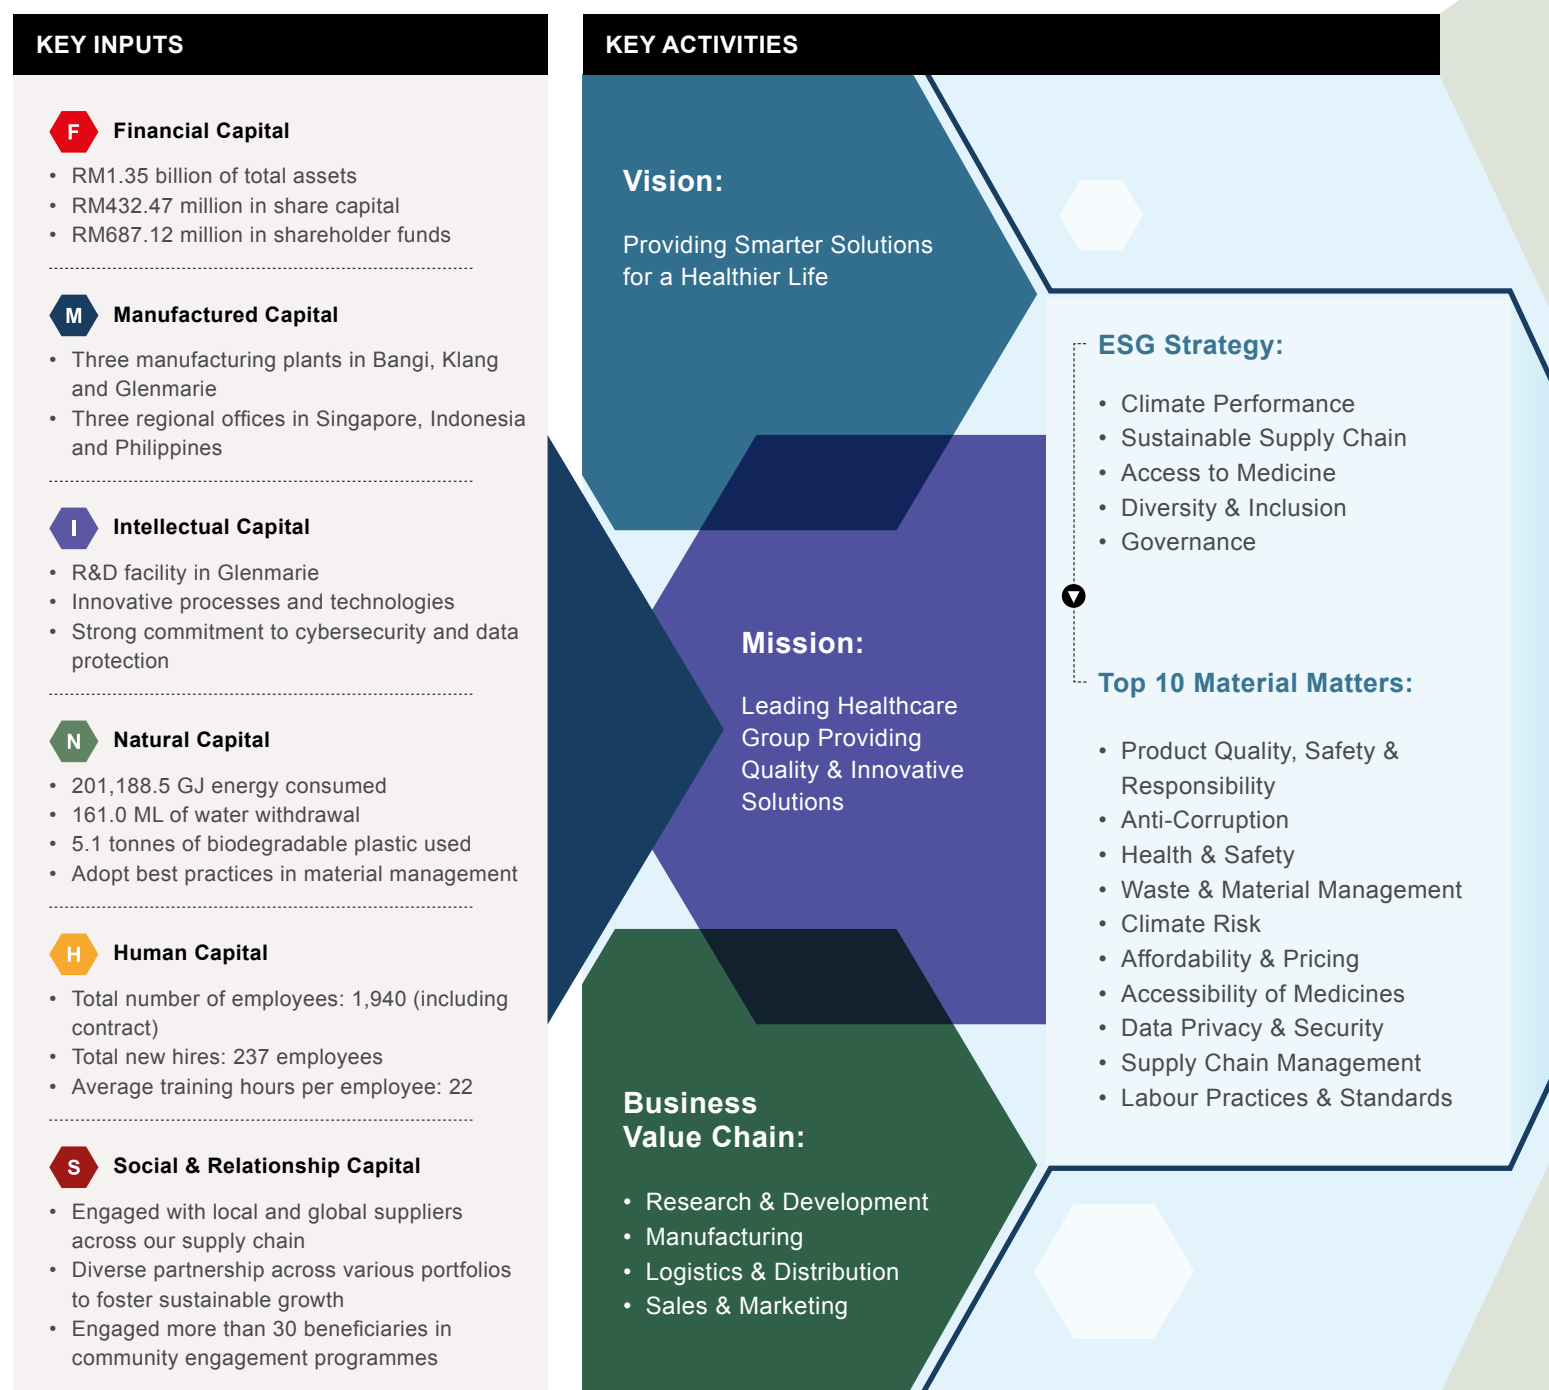 KEY INPUTS
F
Financial Capital
• RM1.35 billion of total assets
• RM432.47 million in share capital
• RM687.12 million in shareholder funds
M
Manufactured Capital
• Three manufacturing plants in Bangi, Klang
and Glenmarie
• Three regional offices in Singapore, Indonesia
and Philippines
I
Intellectual Capital
• R&D facility in Glenmarie
• Innovative processes and technologies
• Strong commitment to cybersecurity and data
protection
N
Natural Capital
• 201,188.5 GJ energy consumed
• 161.0 ML of water withdrawal
• 5.1 tonnes of biodegradable plastic used
• Adopt best practices in material management
H
Human Capital
• Total number of employees: 1,940 (including
contract)
• Total new hires: 237 employees
• Average training hours per employee: 22
S
Social & Relationship Capital
• Engaged with local and global suppliers
across our supply chain
• Diverse partnership across various portfolios
to foster sustainable growth
• Engaged more than 30 beneficiaries in
community engagement programmes
KEY ACTIVITIES
Vision:
Providing Smarter Solutions
for a Healthier Life
Mission:
Leading Healthcare
Group Providing
Quality & Innovative
Solutions
Business
Value Chain:
• Research & Development
• Manufacturing
• Logistics & Distribution
• Sales & Marketing
ESG Strategy:
• Climate Performance
• Sustainable Supply Chain
• Access to Medicine
• Diversity & Inclusion
• Governance
Top 10 Material Matters:
• Product Quality, Safety &
Responsibility
• Anti-Corruption
• Health & Safety
• Waste & Material Management
• Climate Risk
• Affordability & Pricing
• Accessibility of Medicines
• Data Privacy & Security
• Supply Chain Management
• Labour Practices & Standards